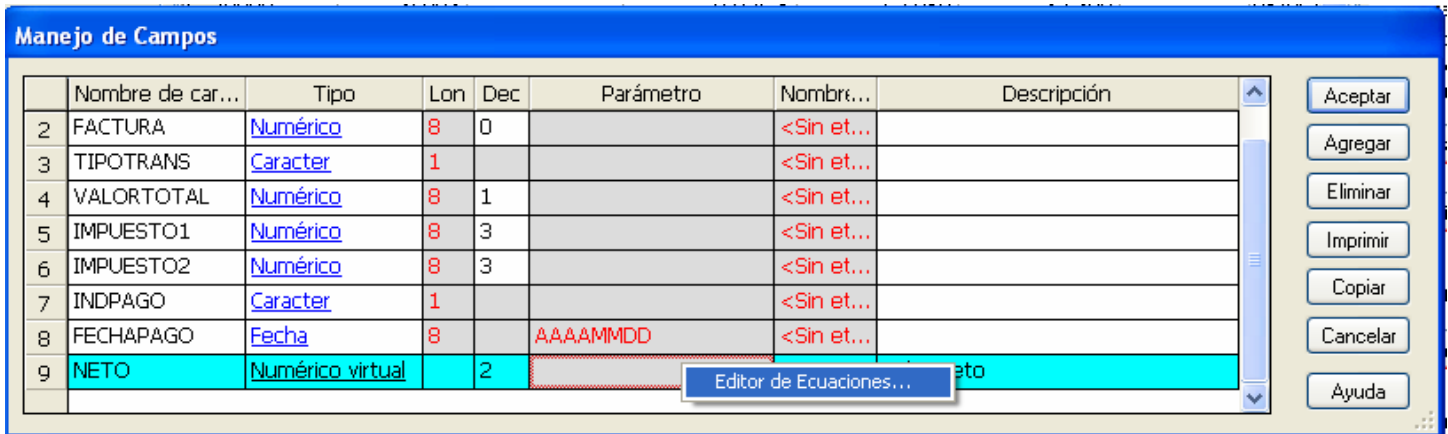 Manejo de Campos
Nombre de car... Tipo Lon Dec Parámetro Nombre... Descripción
2 FACTURA Numérico 8 0 <Sin et...
3 TIPOTRANS Caracter 1 <Sin et...
4 VALORTOTAL Numérico 8 1 <Sin et...
5 IMPUESTO1 Numérico 8 3 <Sin et...
6 IMPUESTO2 Numérico 8 3 <Sin et...
7 INDPAGO Caracter 1 <Sin et...
8 FECHAPAGO Fecha 8 AAAAMMDD <Sin et...
9 NETO Numérico virtual 2 eto
Editor de Ecuaciones...
Aceptar
Agregar
Eliminar
Imprimir
Copiar
Cancelar
Ayuda